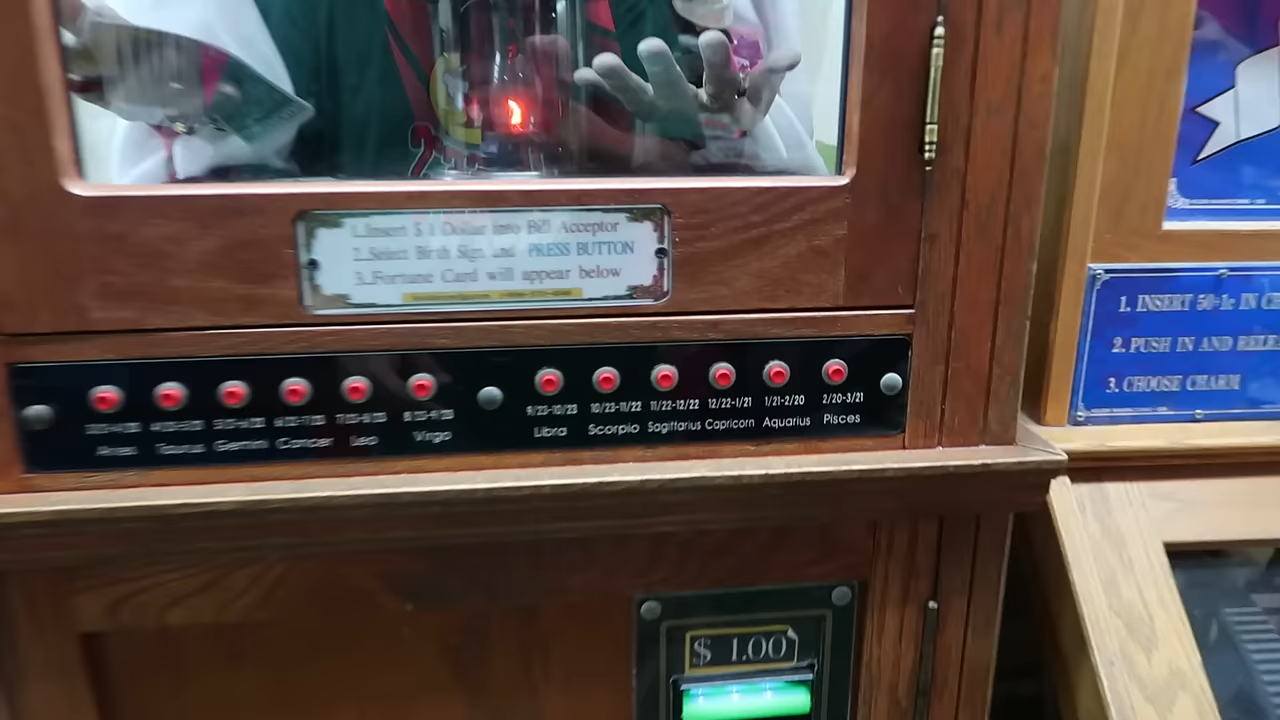 1.Insert $ 1 Dollar into Bill Acceptor
2.Select Birth Sign and PRESS BUTTON
3.Fortune Card will appear below
9/23-10/23 10/23-11/22 11/22-12/22 12/22-1/21 1/21-2/20 2/20-3/21
Aries Taurus Gemini Cancer Leo Virgo Libra Scorpio Sagittarius Capricorn Aquarius Pisces
$ 1.00
1. INSERT 50+1c IN
2. PUSH IN AND
3. CHOOSE CHARM